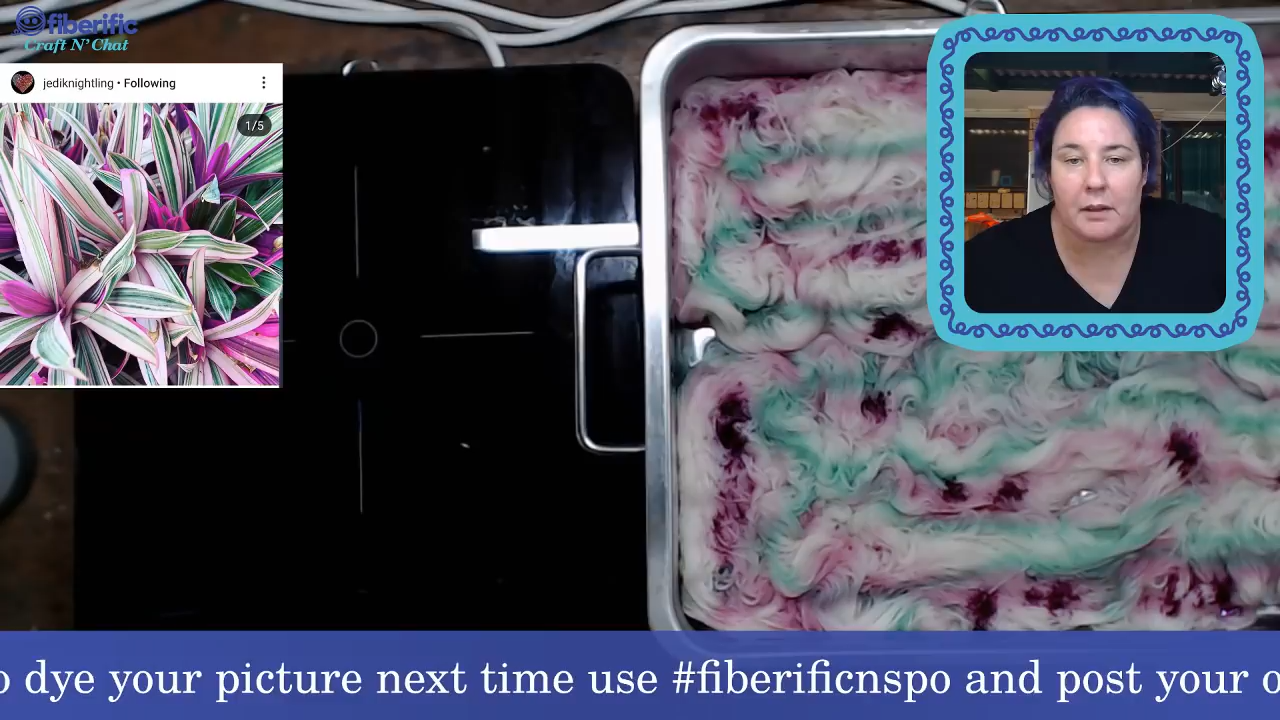 fiberific
Craft N' Chat
jediknightling • Following
1/5
dye your picture next time use #fiberificnspo and post your